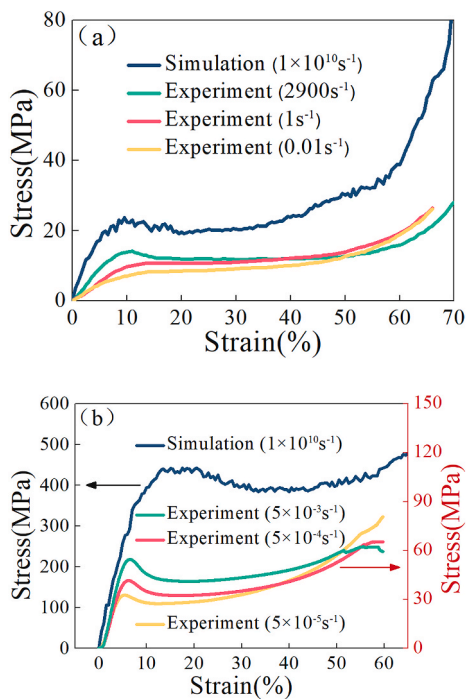 (a)
Simulation (1×10¹⁰s⁻¹)
Experiment (2900s⁻¹)
Experiment (1s⁻¹)
Experiment (0.01s⁻¹)
80
60
40
20
0
Stress(MPa)
0 10 20 30 40 50 60 70
Strain(%)
(b)
Simulation (1×10¹⁰s⁻¹)
Experiment (5×10⁻³s⁻¹)
Experiment (5×10⁻⁴s⁻¹)
Experiment (5×10⁻⁵s⁻¹)
600
500
400
300
200
100
0
Stress(MPa)
150
120
90
60
30
0
Stress(MPa)
0 10 20 30 40 50 60
Strain(%)